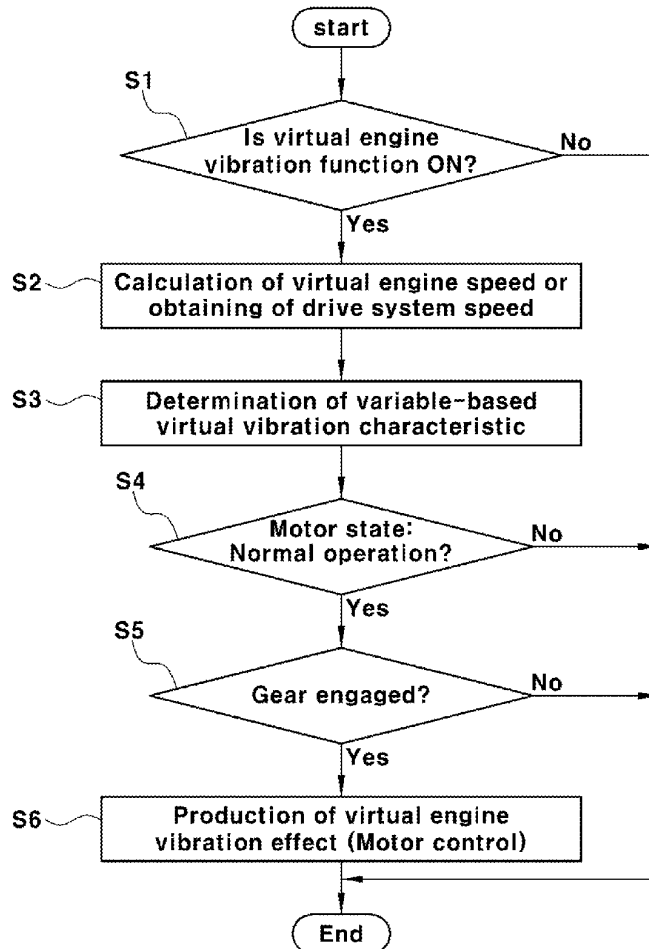 start
S1
Is virtual engine
vibration function ON?
No
Yes
S2
Calculation of virtual engine speed or
obtaining of drive system speed
S3
Determination of variable-based
virtual vibration characteristic
S4
Motor state:
Normal operation?
No
Yes
S5
Gear engaged?
No
Yes
S6
Production of virtual engine
vibration effect (Motor control)
End